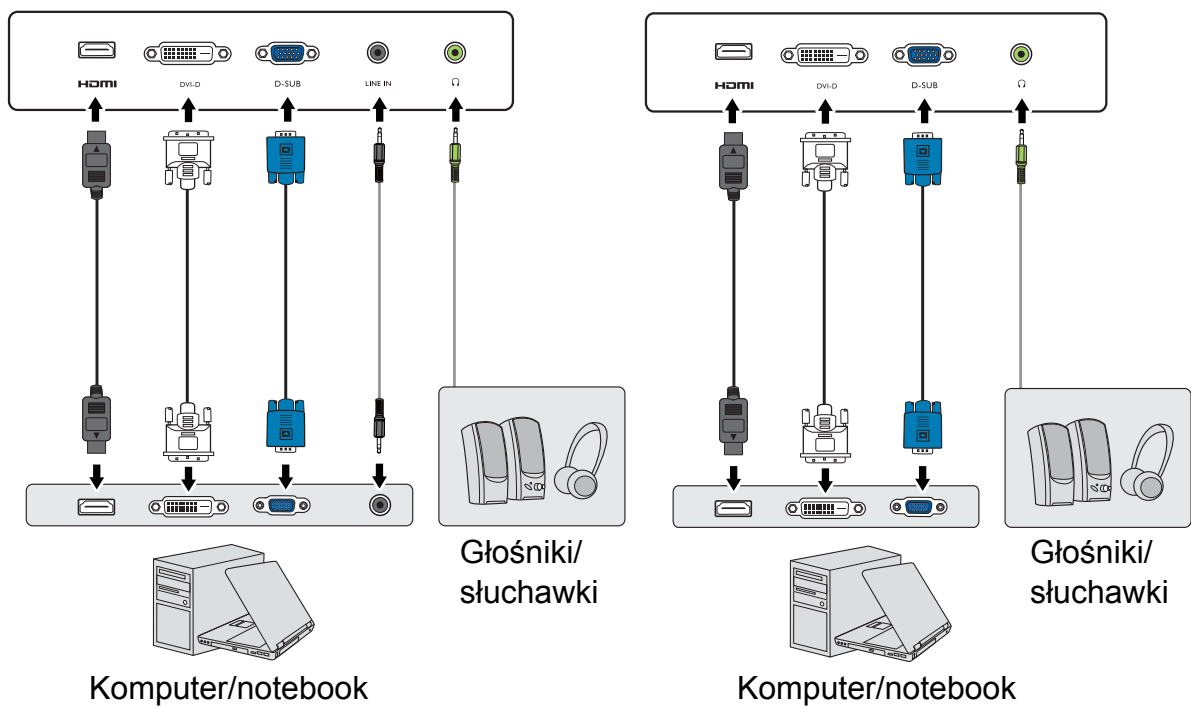 HDMI DVI-D D-SUB LINE IN
HDMI DVI-D D-SUB
Głośniki/
słuchawki
Komputer/notebook
Głośniki/
słuchawki
Komputer/notebook